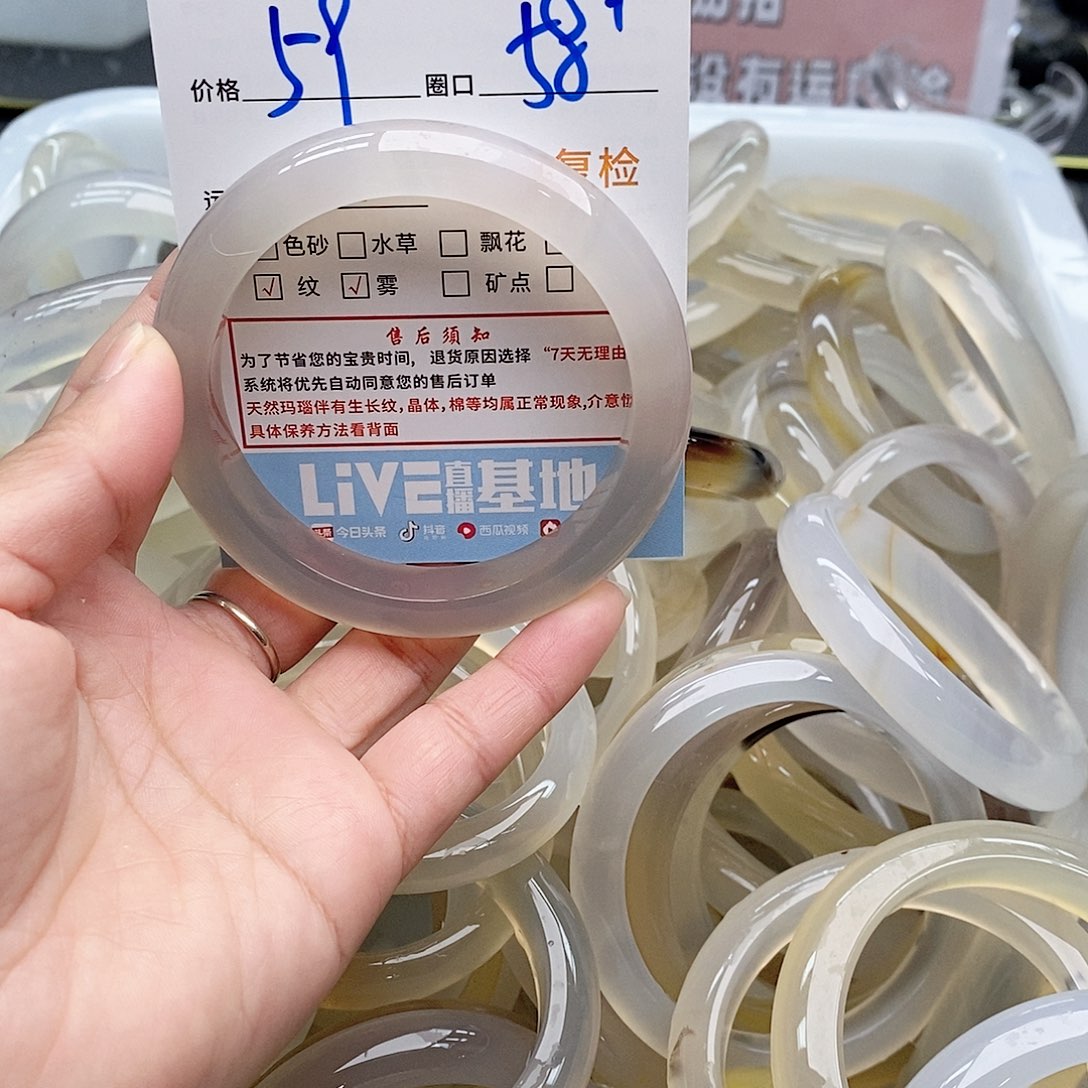 价格 59 圈口 58+
复检
色砂 水草 飘花
√ 纹 √ 雾 矿点
售后须知
为了节省您的宝贵时间，退货原因选择“7天无理由
系统将优先自动同意您的售后订单
天然玛瑙伴有生长纹,晶体,棉等均属正常现象,介意
具体保养方法看背面
LiVE直播基地
头条 今日头条 抖音 西瓜视频